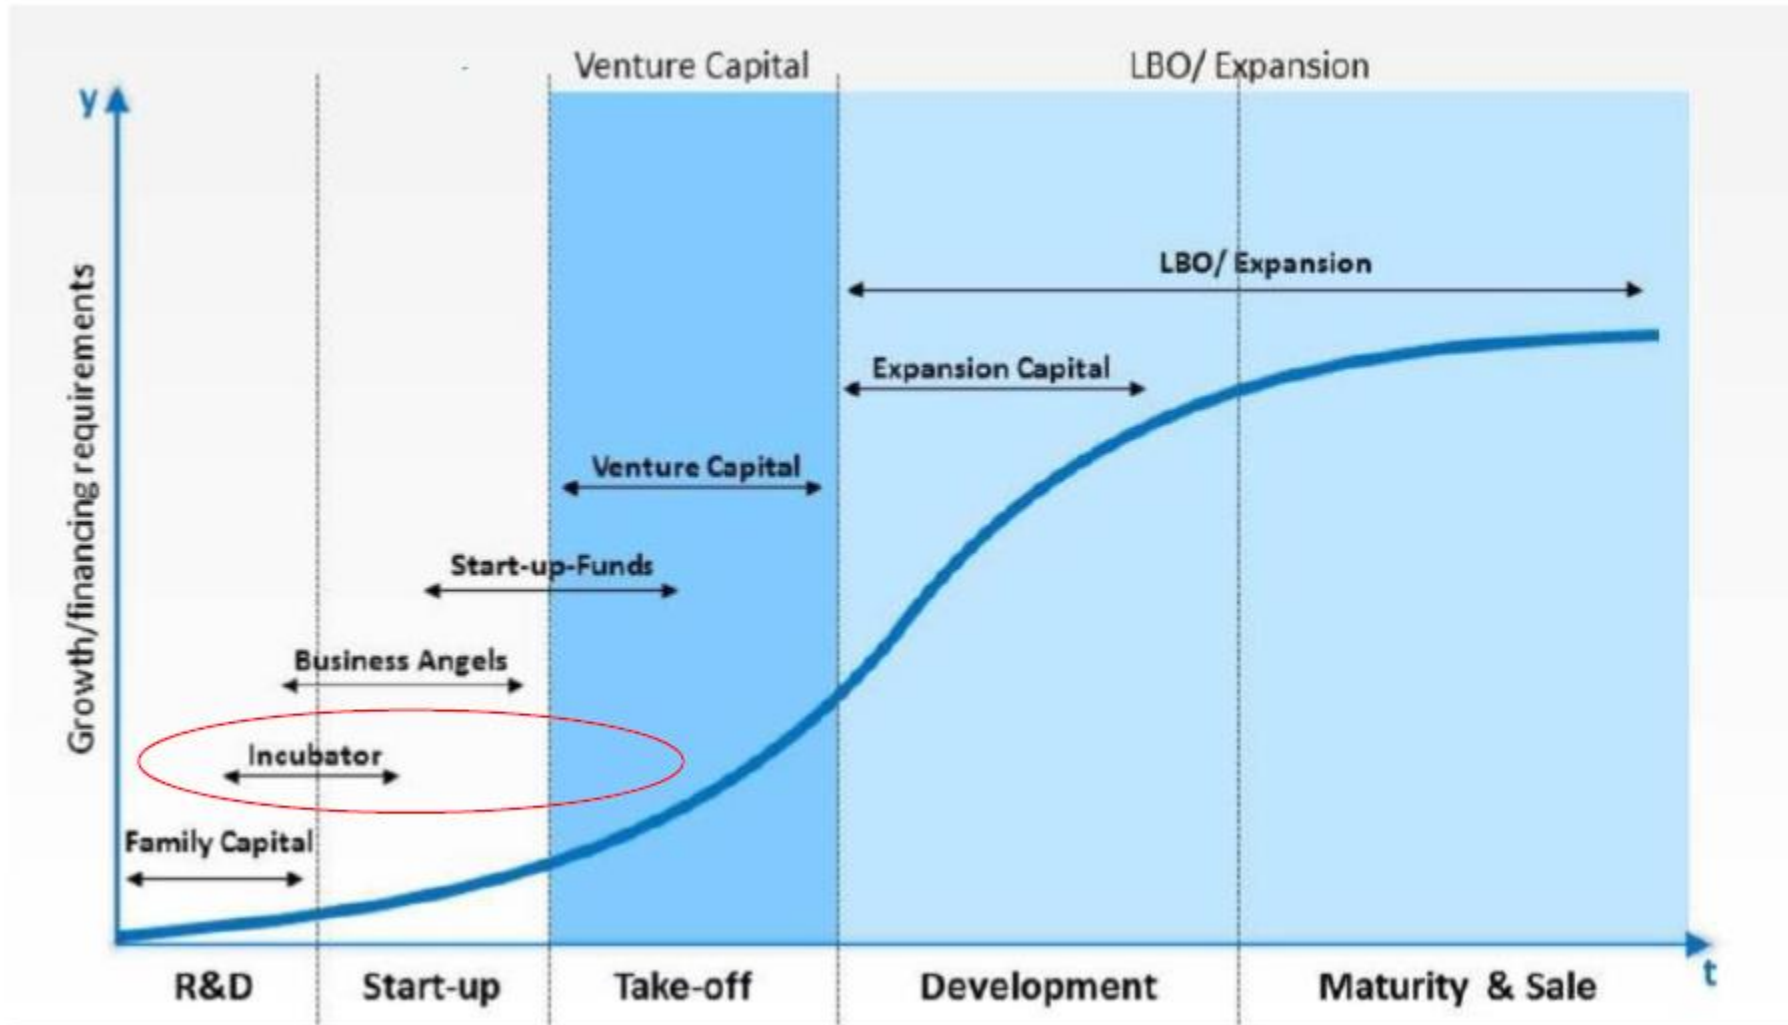 Venture Capital
LBO/ Expansion
y
Growth/financing requirements
LBO/ Expansion
Expansion Capital
Venture Capital
Start-up-Funds
Business Angels
Incubator
Family Capital
R&D
Start-up
Take-off
Development
Maturity & Sale
t